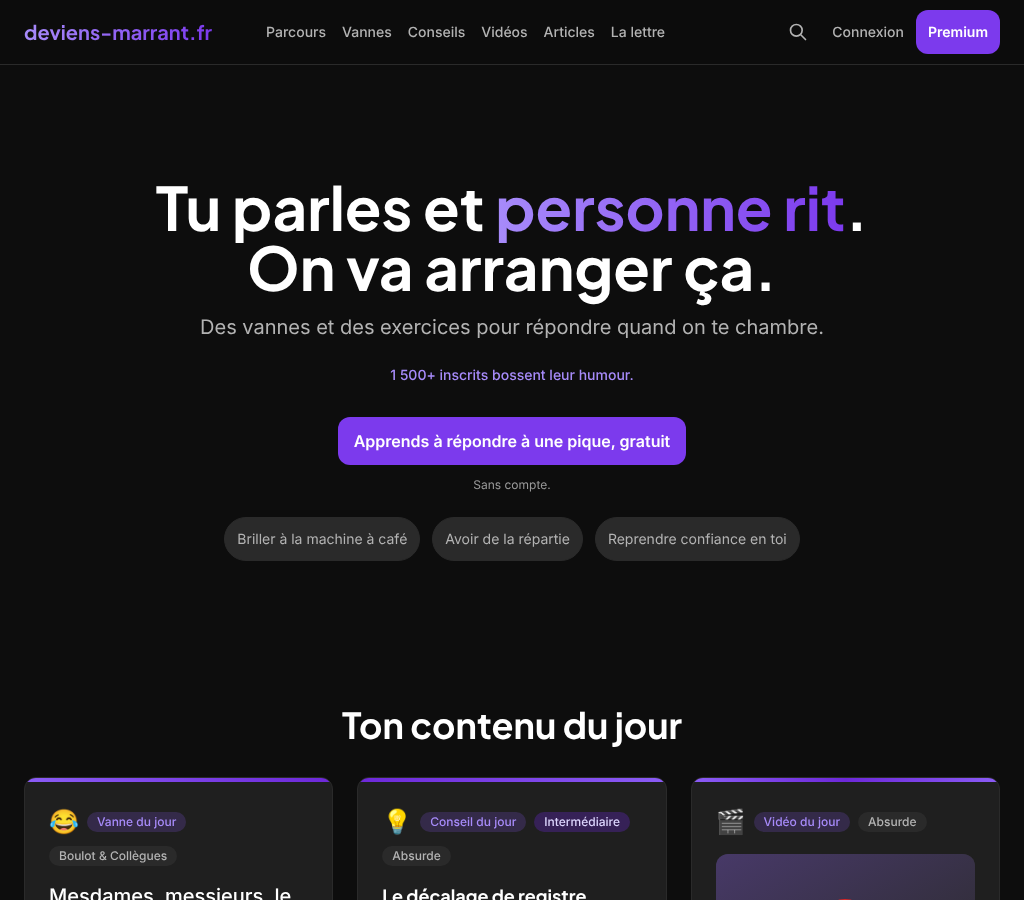 deviens-marrant.fr
Parcours Vannes Conseils Vidéos Articles La lettre
Connexion Premium
Tu parles et personne rit.
On va arranger ça.
Des vannes et des exercices pour répondre quand on te chambre.
1 500+ inscrits bossent leur humour.
Apprends à répondre à une pique, gratuit
Sans compte.
Briller à la machine à café
Avoir de la répartie
Reprendre confiance en toi
Ton contenu du jour
Vanne du jour
Boulot & Collègues
Mesdames, messieurs, le
Conseil du jour
Intermédiaire
Absurde
Le décalage de registre
Vidéo du jour
Absurde